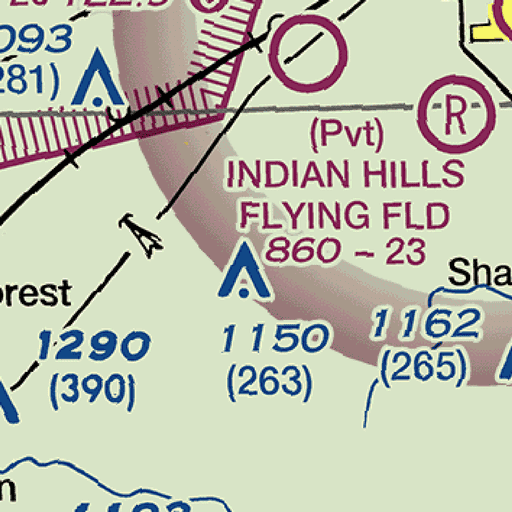 093
(281)
R
(Pvt)
INDIAN HILLS
FLYING FLD
860 - 23
Sha
orest
1290
(390)
1150
(263)
1162
(265)
n